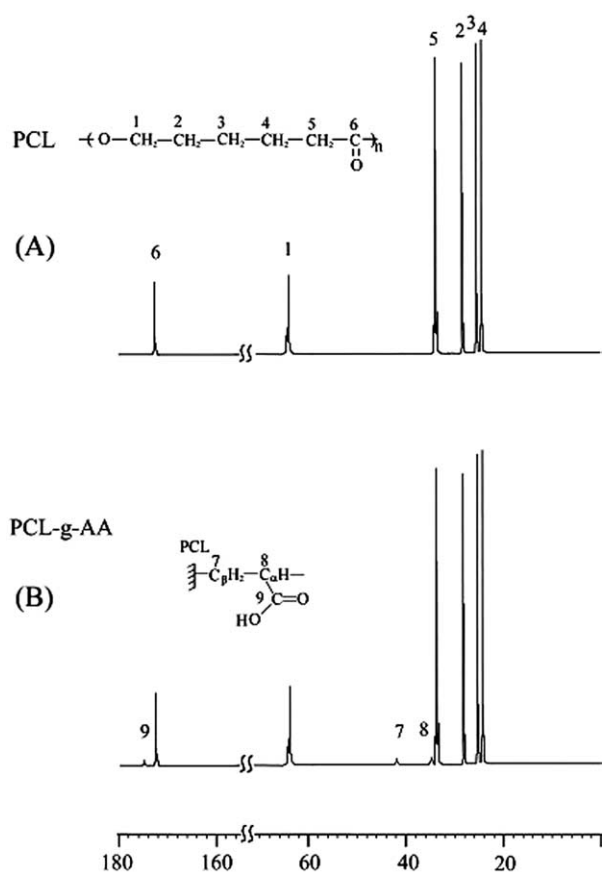 5 2 3 4
1 2 3 4 5 6
PCL -(O-CH₂-CH₂-CH₂-CH₂-CH₂-C-)n
O
(A)
6 1
PCL-g-AA
PCL
7 8
CβH₂-CαH-
(B)
9 C=O
HO
9 7 8
180 160 60 40 20